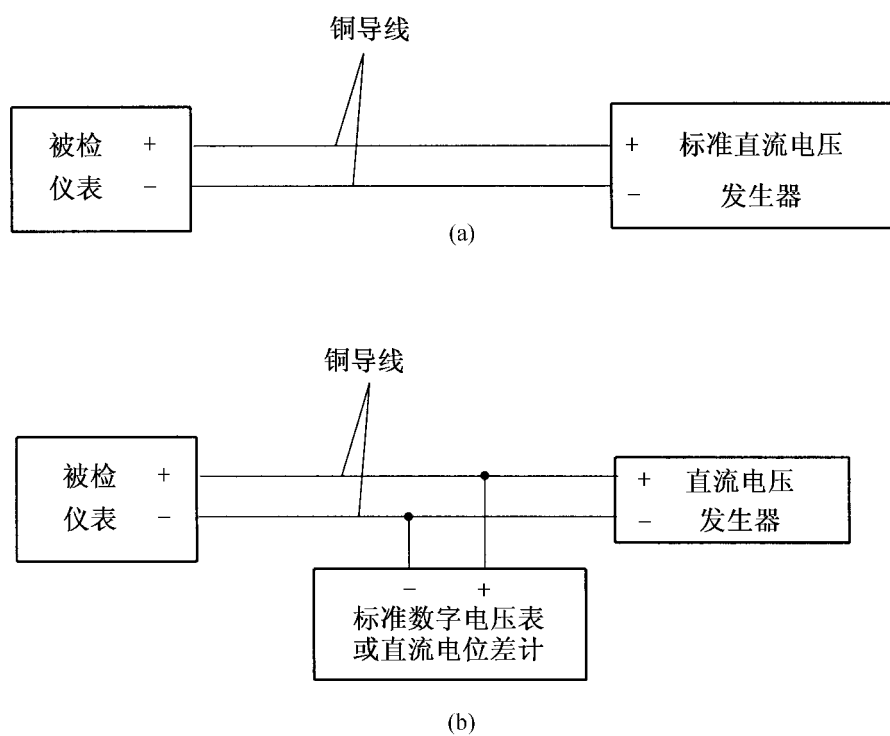 铜导线
被检 +
仪表 −
+ 标准直流电压
− 发生器
(a)
铜导线
被检 +
仪表 −
+ 直流电压
− 发生器
− +
标准数字电压表
或直流电位差计
(b)